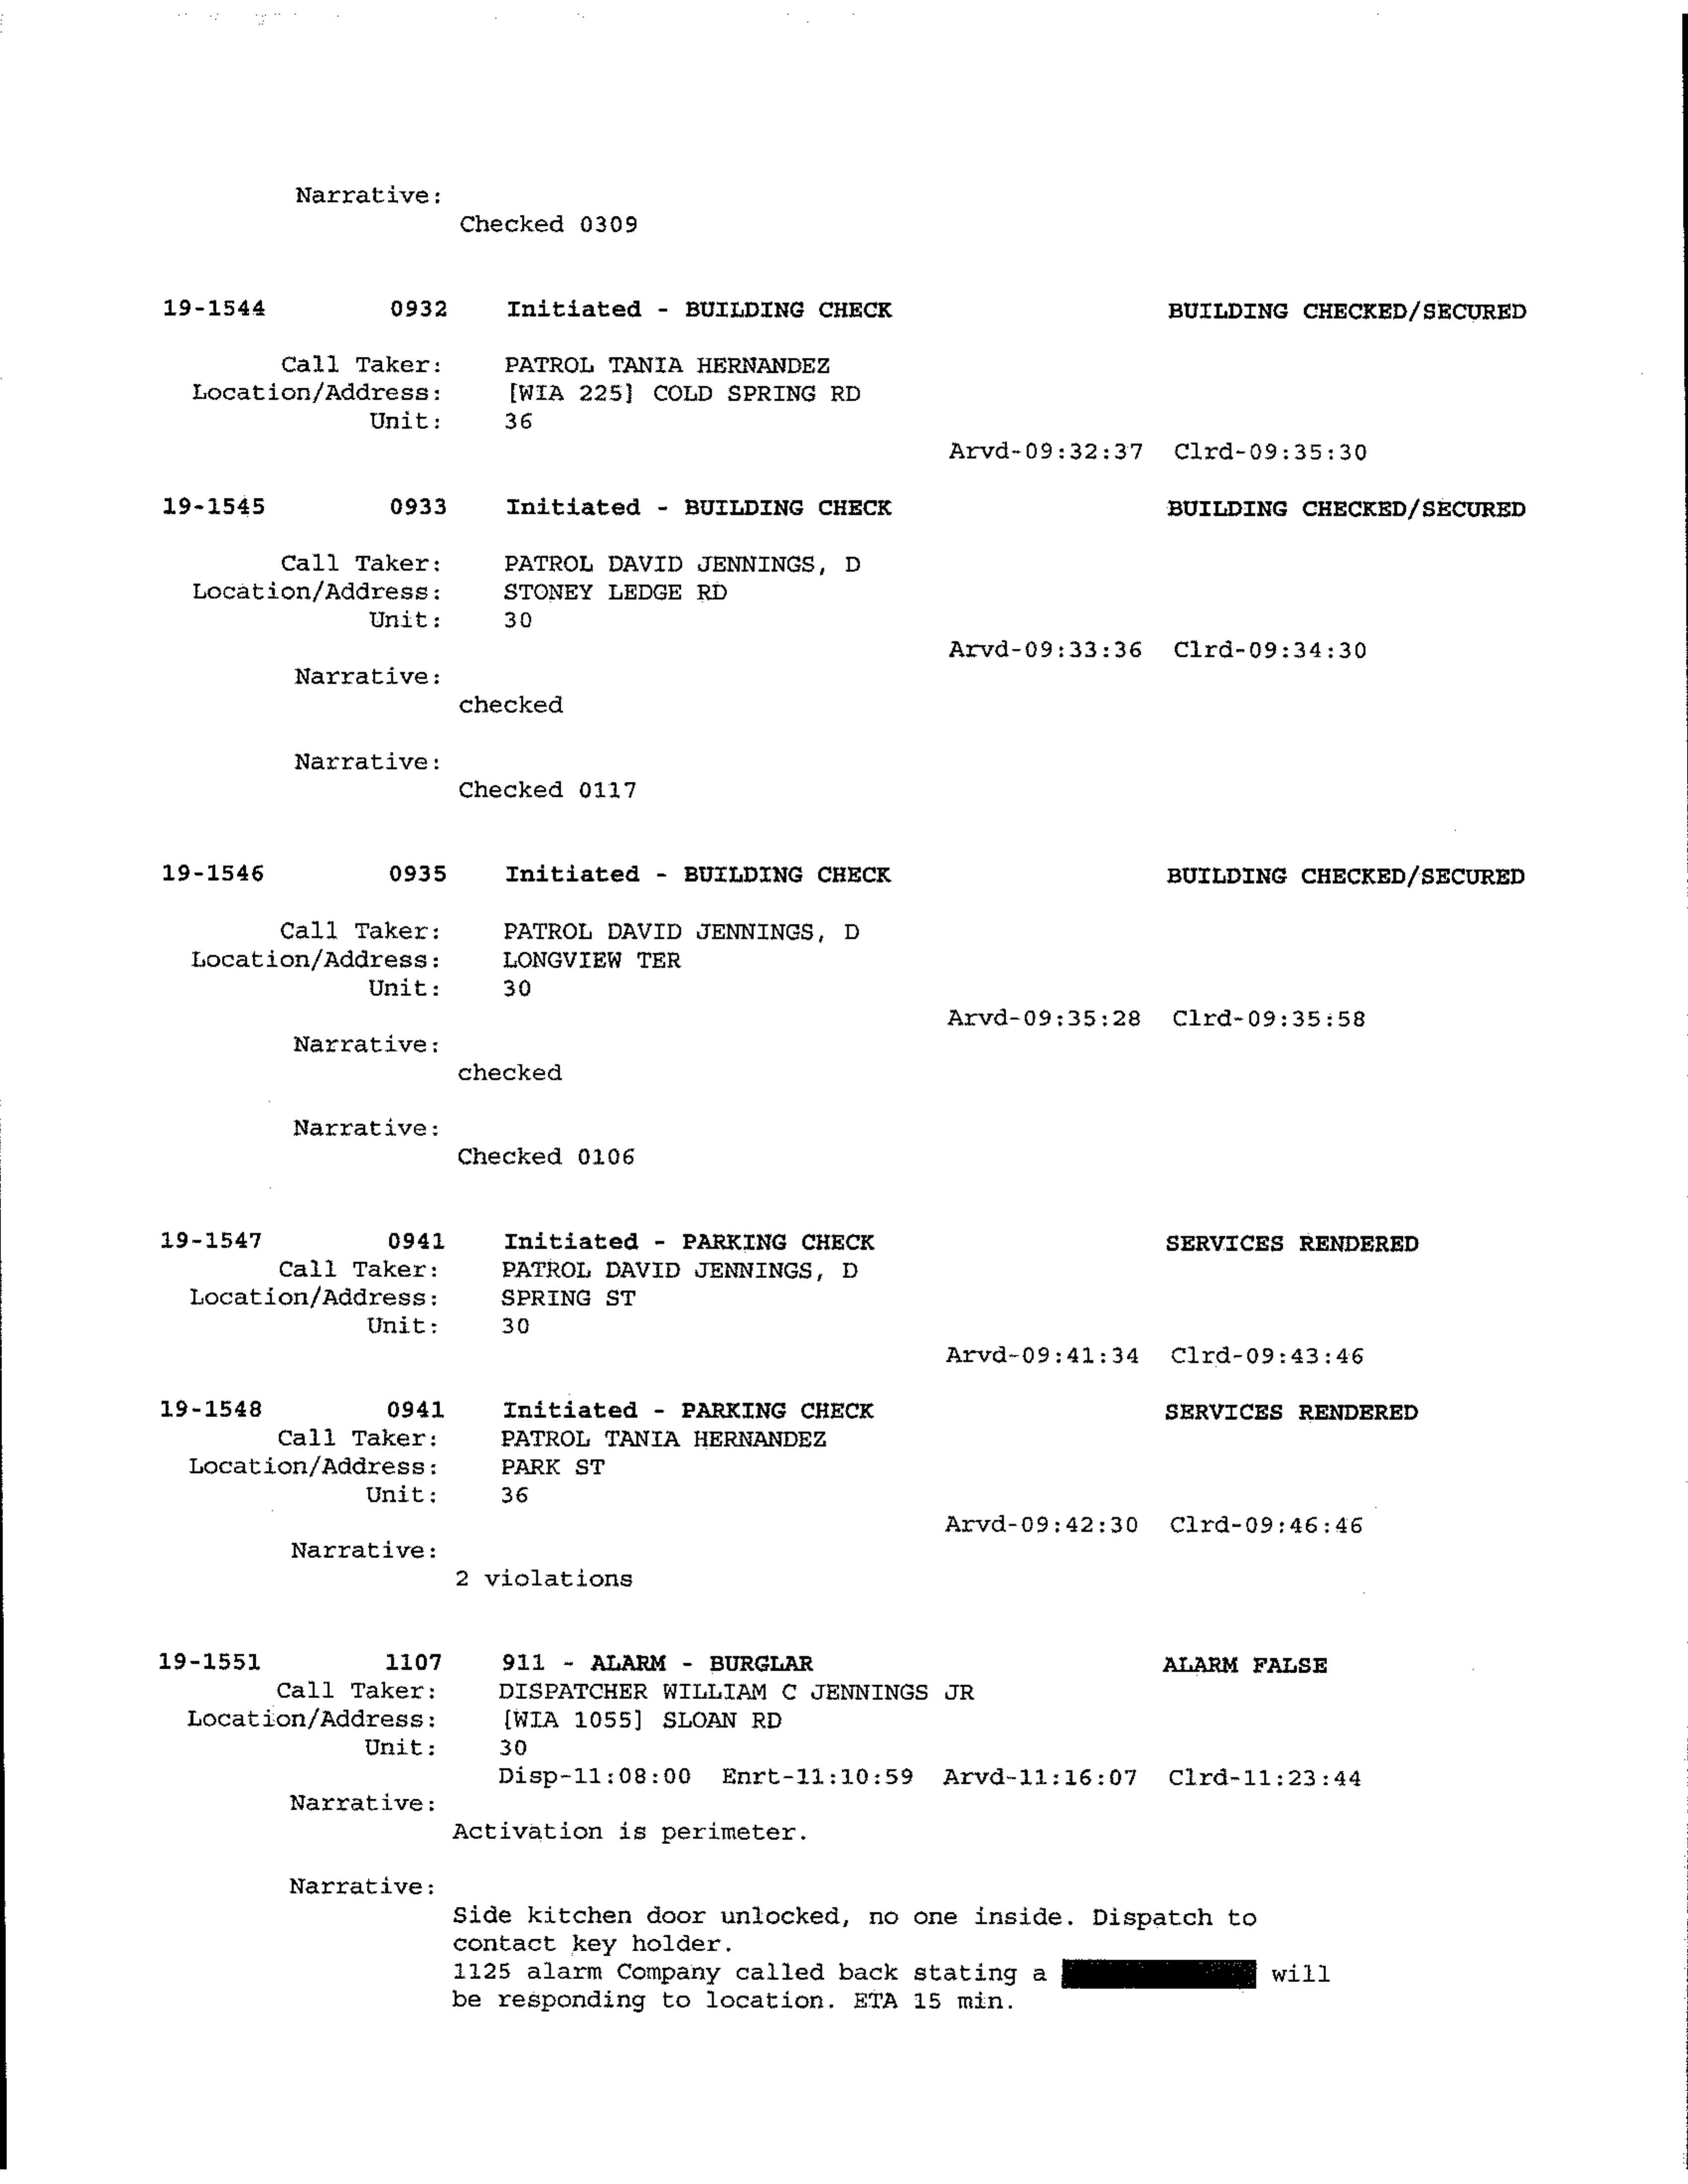 Narrative:
Checked 0309
19-1544 0932 Initiated - BUILDING CHECK BUILDING CHECKED/SECURED
Call Taker: PATROL TANIA HERNANDEZ
Location/Address: [WIA 225] COLD SPRING RD
Unit: 36
Arvd-09:32:37 Clrd-09:35:30
19-1545 0933 Initiated - BUILDING CHECK BUILDING CHECKED/SECURED
Call Taker: PATROL DAVID JENNINGS, D
Location/Address: STONEY LEDGE RD
Unit: 30
Arvd-09:33:36 Clrd-09:34:30
Narrative:
checked
Narrative:
Checked 0117
19-1546 0935 Initiated - BUILDING CHECK BUILDING CHECKED/SECURED
Call Taker: PATROL DAVID JENNINGS, D
Location/Address: LONGVIEW TER
Unit: 30
Arvd-09:35:28 Clrd-09:35:58
Narrative:
checked
Narrative:
Checked 0106
19-1547 0941 Initiated - PARKING CHECK SERVICES RENDERED
Call Taker: PATROL DAVID JENNINGS, D
Location/Address: SPRING ST
Unit: 30
Arvd-09:41:34 Clrd-09:43:46
19-1548 0941 Initiated - PARKING CHECK SERVICES RENDERED
Call Taker: PATROL TANIA HERNANDEZ
Location/Address: PARK ST
Unit: 36
Arvd-09:42:30 Clrd-09:46:46
Narrative:
2 violations
19-1551 1107 911 - ALARM - BURGLAR ALARM FALSE
Call Taker: DISPATCHER WILLIAM C JENNINGS JR
Location/Address: [WIA 1055] SLOAN RD
Unit: 30
Disp-11:08:00 Enrt-11:10:59 Arvd-11:16:07 Clrd-11:23:44
Narrative:
Activation is perimeter.
Narrative:
Side kitchen door unlocked, no one inside. Dispatch to
contact key holder.
1125 alarm Company called back stating a will
be responding to location. ETA 15 min.